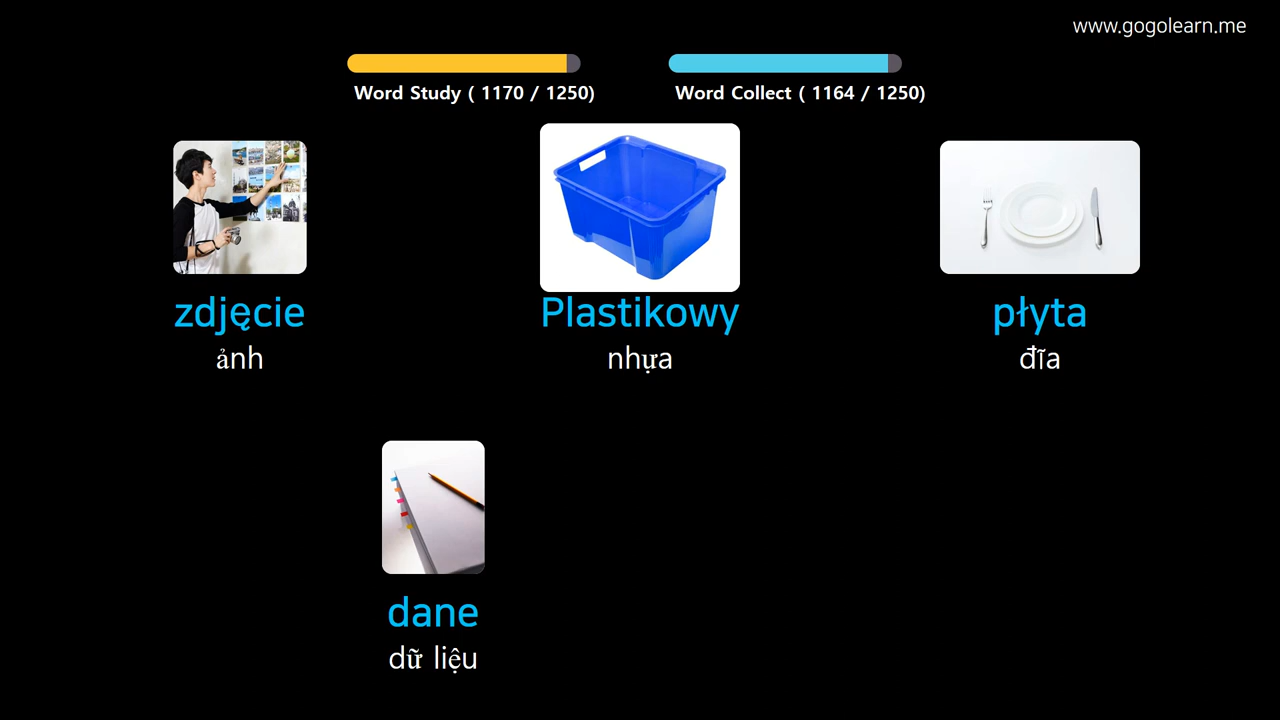 www.gogolearn.me
Word Study ( 1170 / 1250)
Word Collect ( 1164 / 1250)
zdjęcie
ảnh
Plastikowy
nhựa
płyta
đĩa
dane
dữ liệu